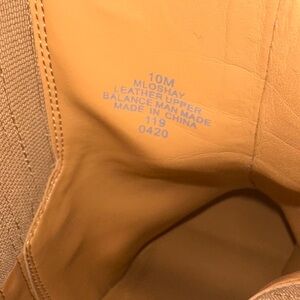 10M
MLOSHAY
LEATHER UPPER
BALANCE MAN MADE
MADE IN CHINA
119
0420